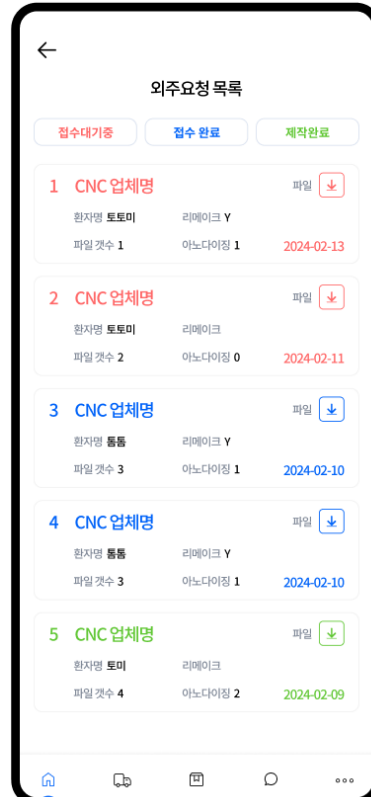 외주요청 목록
접수대기중 접수 완료 제작완료
1 CNC 업체명 파일
환자명 토토미 리메이크 Y
파일 갯수 1 아노다이징 1 2024-02-13
2 CNC 업체명 파일
환자명 토토미 리메이크
파일 갯수 2 아노다이징 0 2024-02-11
3 CNC 업체명 파일
환자명 톰톰 리메이크 Y
파일 갯수 3 아노다이징 1 2024-02-10
4 CNC 업체명 파일
환자명 톰톰 리메이크 Y
파일 갯수 3 아노다이징 1 2024-02-10
5 CNC 업체명 파일
환자명 토미 리메이크
파일 갯수 4 아노다이징 2 2024-02-09